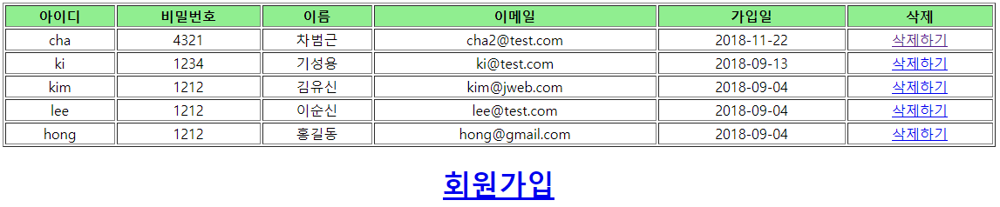 아이디 비밀번호 이름 이메일 가입일 삭제
cha 4321 차범근 cha2@test.com 2018-11-22 삭제하기
ki 1234 기성용 ki@test.com 2018-09-13 삭제하기
kim 1212 김유신 kim@jweb.com 2018-09-04 삭제하기
lee 1212 이순신 lee@test.com 2018-09-04 삭제하기
hong 1212 홍길동 hong@gmail.com 2018-09-04 삭제하기
회원가입